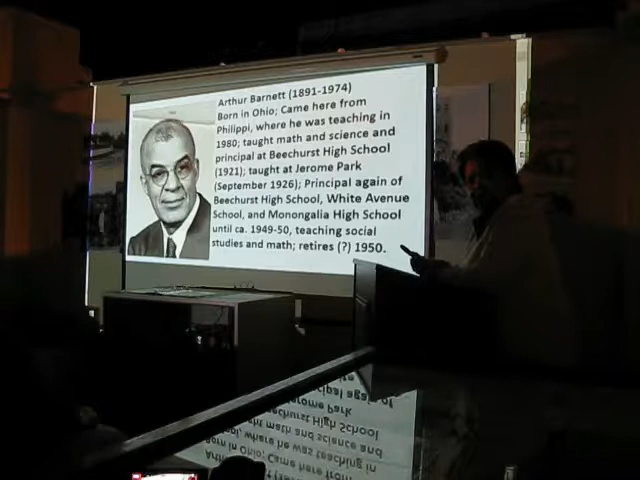 Arthur Barnett (1891-1974)
Born in Ohio; Came here from
Philippi, where he was teaching in
1980; taught math and science and
principal at Beechurst High School
(1921); taught at Jerome Park
(September 1926); Principal again of
Beechurst High School, White Avenue
School, and Monongalia High School
until ca. 1949-50, teaching social
studies and math; retires (?) 1950.